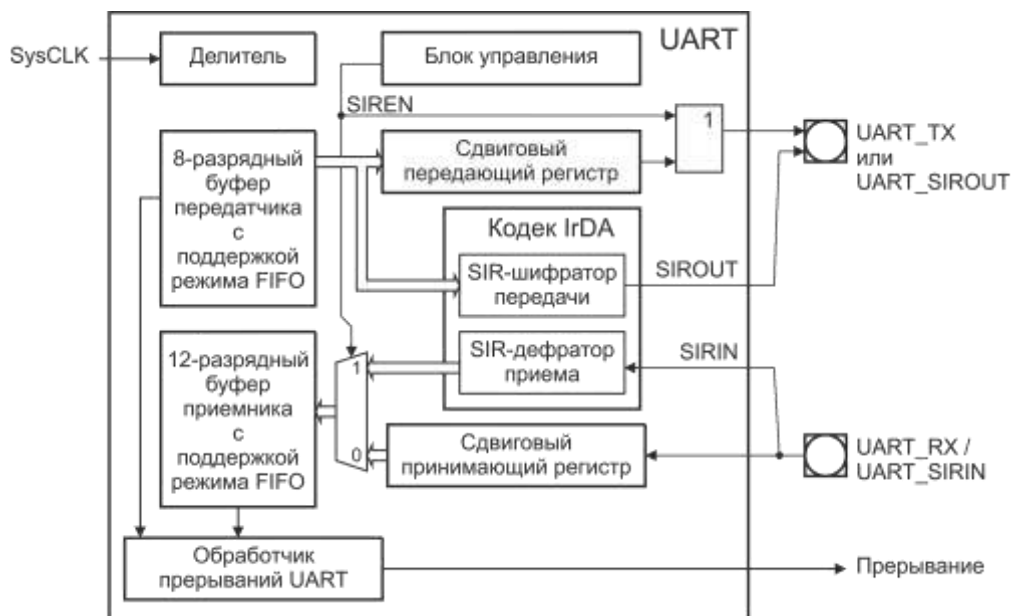 UART
SysCLK
Делитель
Блок управления
SIREN
1
UART_TX
или
UART_SIROUT
8-разрядный
буфер
передатчика
с
поддержкой
режима FIFO
Сдвиговый
передающий регистр
Кодек IrDA
SIR-шифратор
передачи
SIROUT
12-разрядный
буфер
приемника
с
поддержкой
режима FIFO
1
0
SIR-дефратор
приема
SIRIN
Сдвиговый
принимающий регистр
UART_RX /
UART_SIRIN
Обработчик
прерываний UART
Прерывание